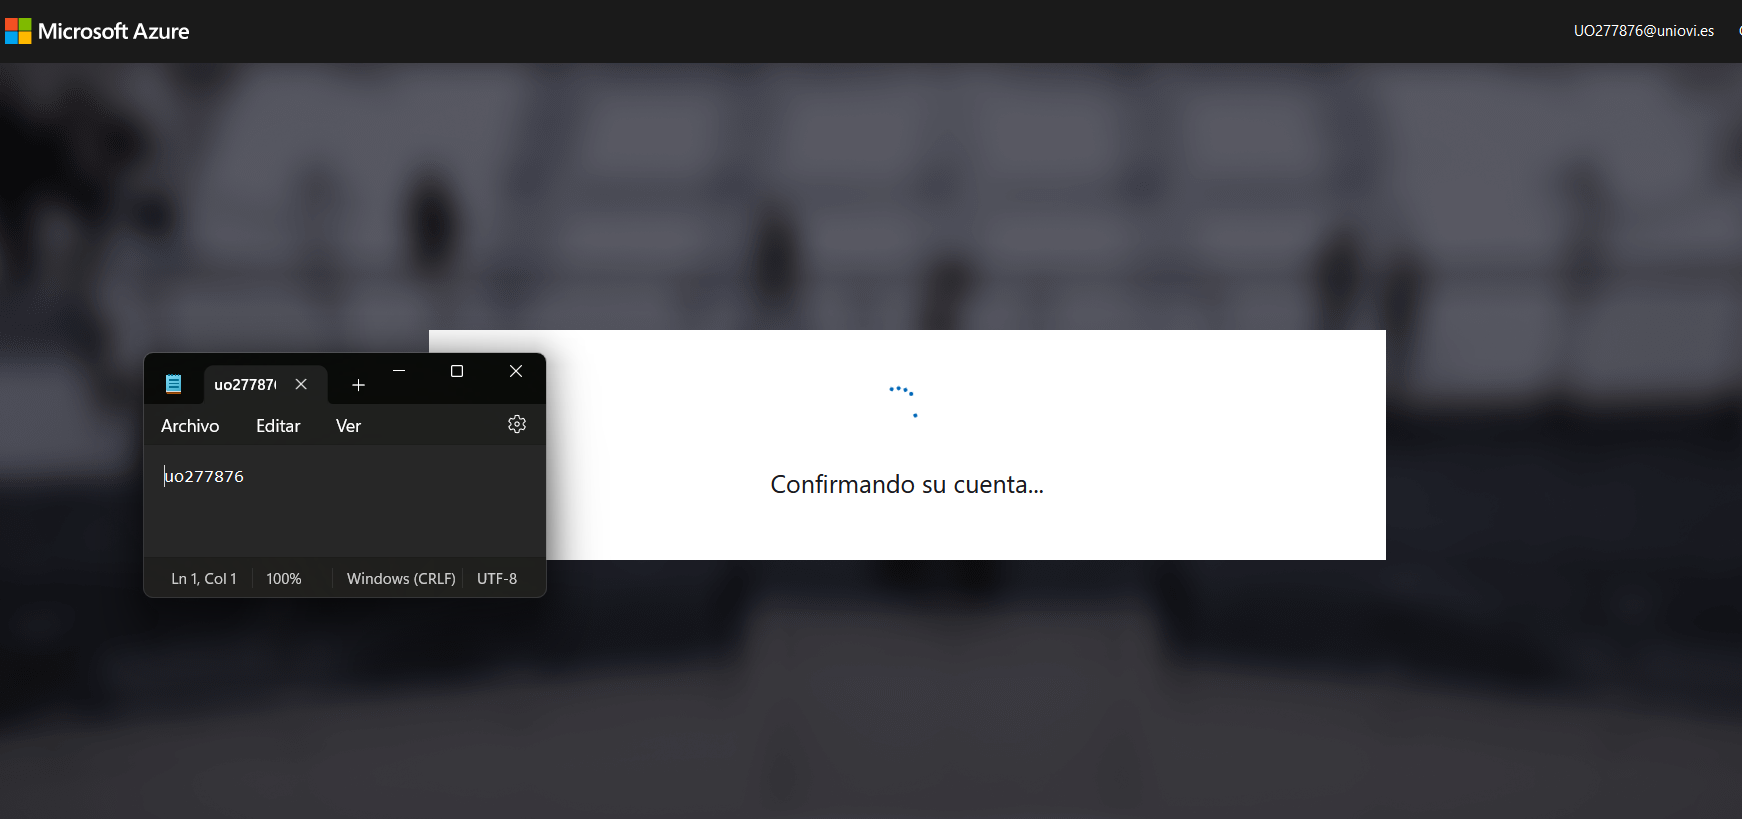 Microsoft Azure
UO277876@uniovi.es
uo27787
Archivo Editar Ver
uo277876
Ln 1, Col 1 100% Windows (CRLF) UTF-8
Confirmando su cuenta...